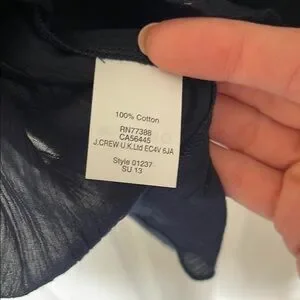 100% Cotton
RN77388
CA56445
J.CREW U.K.Ltd EC4V 6JA
Style 01237
SU 13